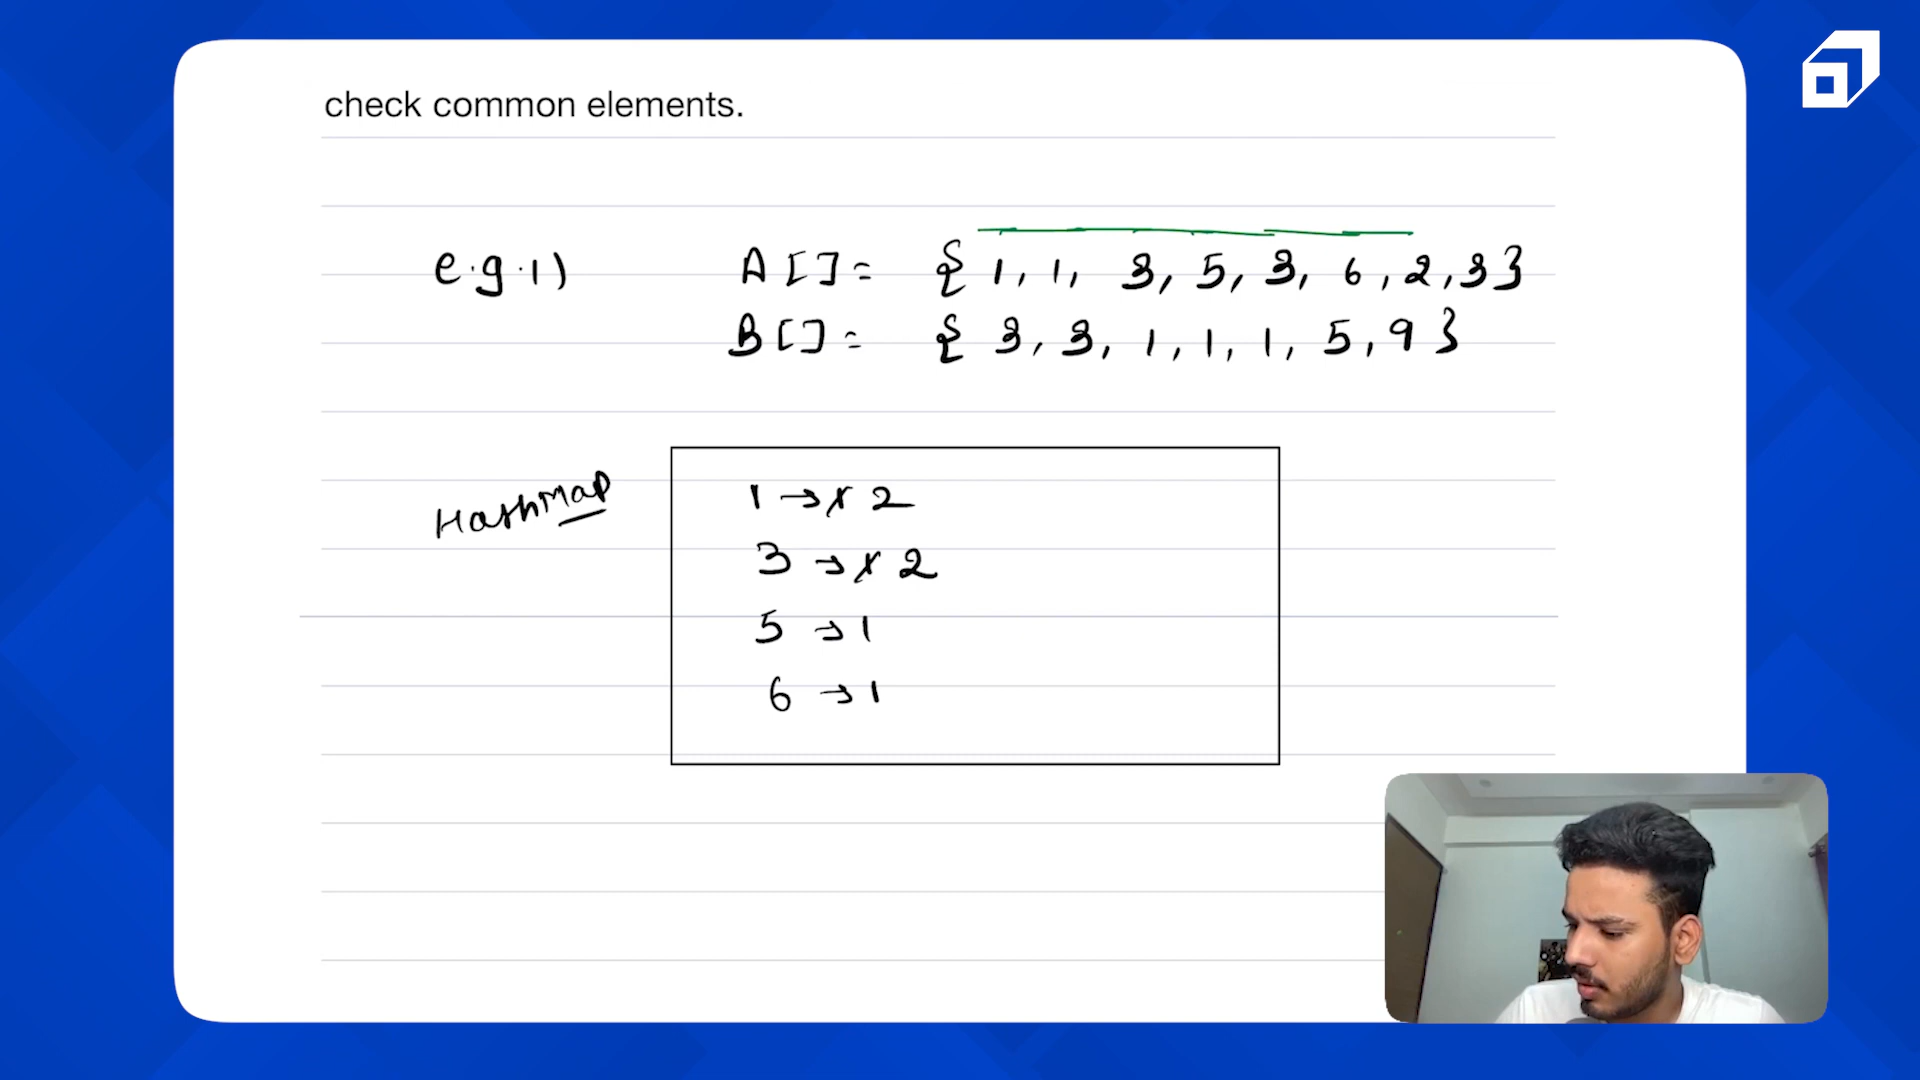 check common elements.
e.g.1) A[] = { 1, 1, 3, 5, 3, 6, 2, 3 }
B[] = { 3, 3, 1, 1, 1, 5, 9 }
HashMap
1 → 1 2
3 → 1 2
5 → 1
6 → 1